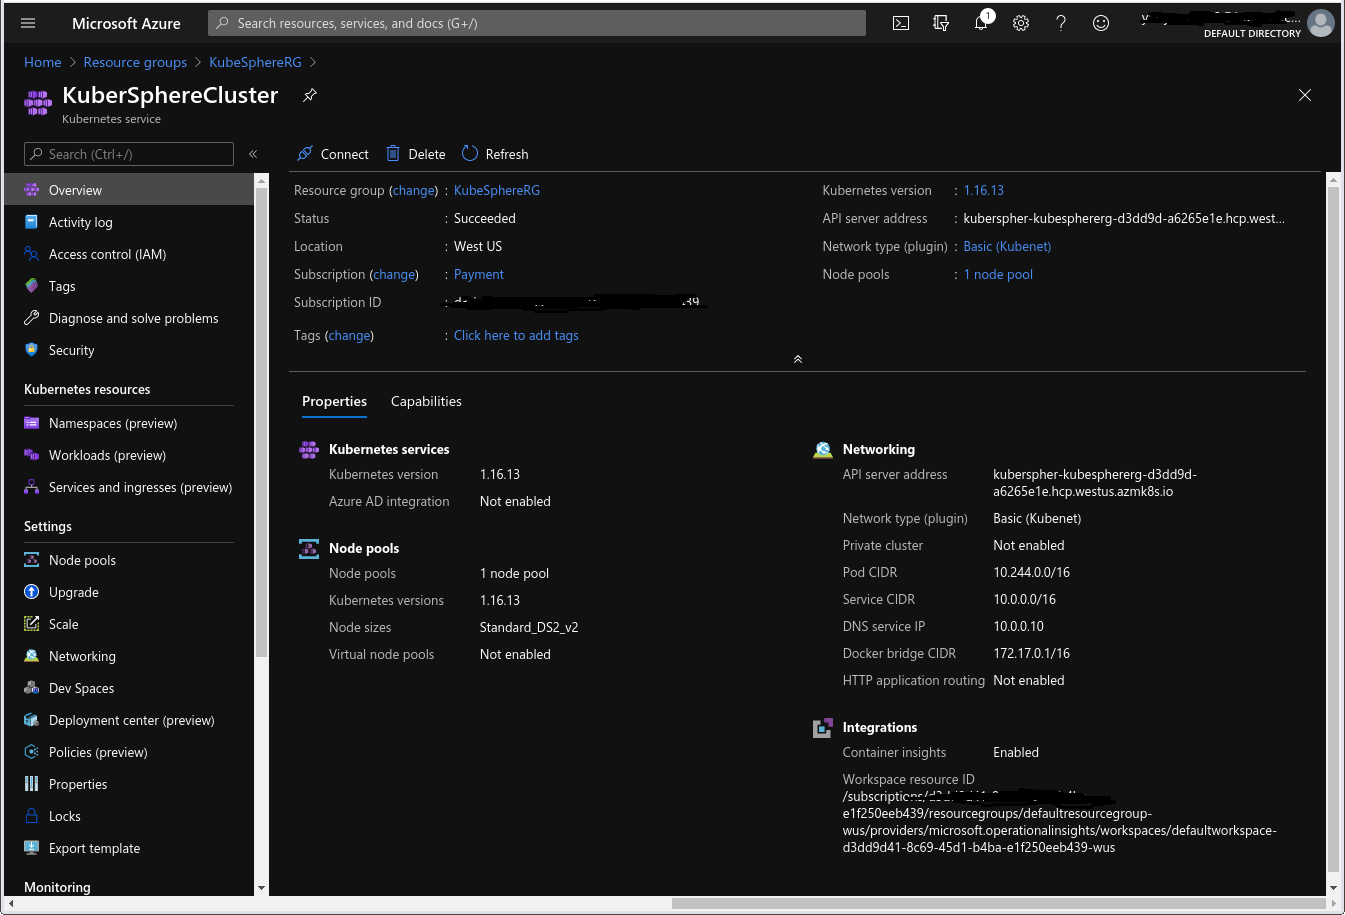 Microsoft Azure
Search resources, services, and docs (G+/)
1
DEFAULT DIRECTORY
Home > Resource groups > KubeSphereRG >
KuberSphereCluster
Kubernetes service
Search (Ctrl+/)
«
Connect Delete Refresh
Overview
Activity log
Access control (IAM)
Tags
Diagnose and solve problems
Security
Kubernetes resources
Namespaces (preview)
Workloads (preview)
Services and ingresses (preview)
Settings
Node pools
Upgrade
Scale
Networking
Dev Spaces
Deployment center (preview)
Policies (preview)
Properties
Locks
Export template
Monitoring
Resource group (change) : KubeSphereRG
Status : Succeeded
Location : West US
Subscription (change) : Payment
Subscription ID :
Tags (change) : Click here to add tags
Kubernetes version : 1.16.13
API server address : kuberspher-kubesphererg-d3dd9d-a6265e1e.hcp.west...
Network type (plugin) : Basic (Kubenet)
Node pools : 1 node pool
Properties Capabilities
Kubernetes services
Kubernetes version 1.16.13
Azure AD integration Not enabled
Node pools
Node pools 1 node pool
Kubernetes versions 1.16.13
Node sizes Standard_DS2_v2
Virtual node pools Not enabled
Networking
API server address kuberspher-kubesphererg-d3dd9d-
a6265e1e.hcp.westus.azmk8s.io
Network type (plugin) Basic (Kubenet)
Private cluster Not enabled
Pod CIDR 10.244.0.0/16
Service CIDR 10.0.0.0/16
DNS service IP 10.0.0.10
Docker bridge CIDR 172.17.0.1/16
HTTP application routing Not enabled
Integrations
Container insights Enabled
Workspace resource ID
/subscriptions/
e1f250eeb439/resourcegroups/defaultresourcegroup-
wus/providers/microsoft.operationalinsights/workspaces/defaultworkspace-
d3dd9d41-8c69-45d1-b4ba-e1f250eeb439-wus